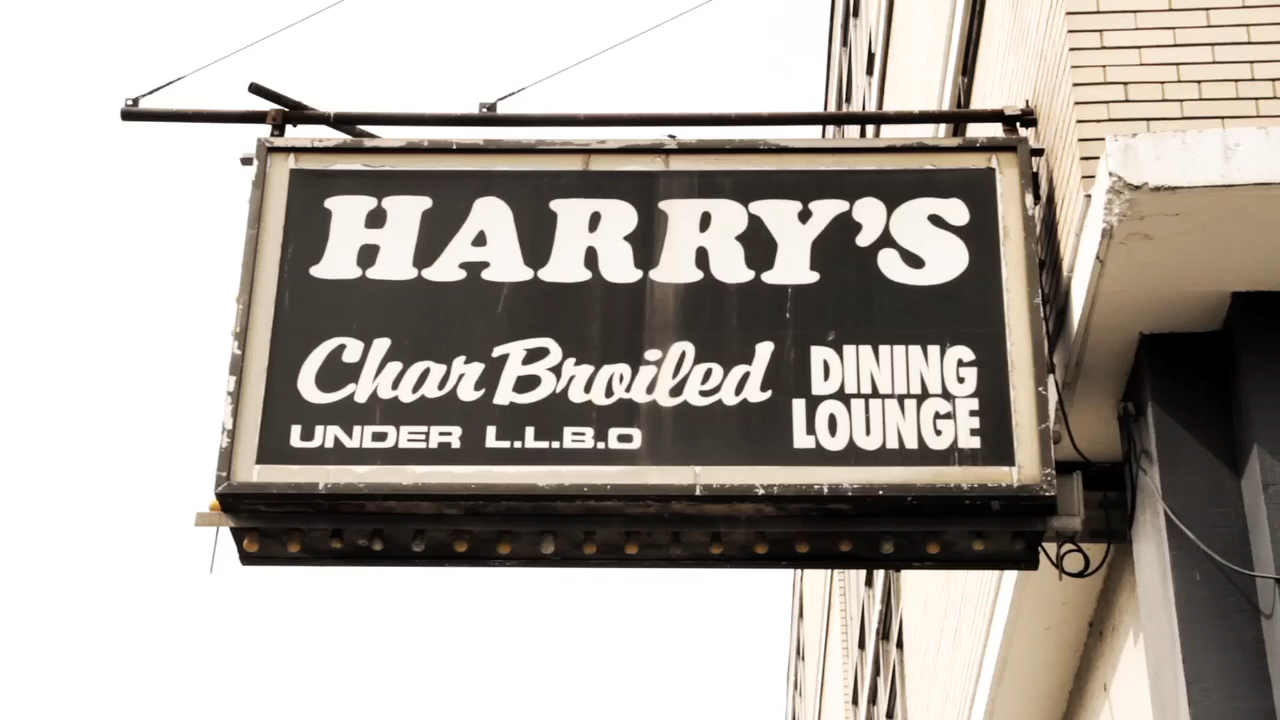 HARRY'S
Char Broiled
DINING
LOUNGE
UNDER L.L.B.O